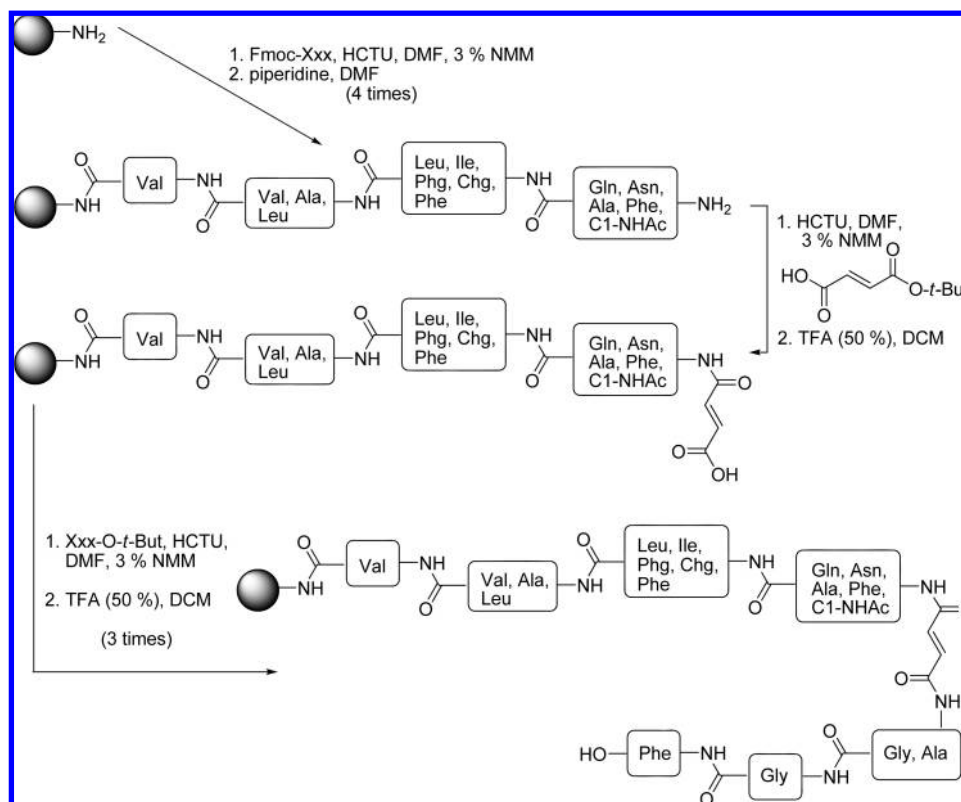 NH2
1. Fmoc-Xxx, HCTU, DMF, 3 % NMM
2. piperidine, DMF
(4 times)
O
Val
NH
NH
O
Val, Ala,
Leu
O
NH
Leu, Ile,
Phg, Chg,
Phe
NH
O
Gln, Asn,
Ala, Phe,
C1-NHAc
NH2
1. HCTU, DMF,
3 % NMM
HO
O
O
O-t-Bu
2. TFA (50 %), DCM
O
NH
Val
NH
O
Val, Ala,
Leu
O
NH
Leu, Ile,
Phg, Chg,
Phe
NH
O
Gln, Asn,
Ala, Phe,
C1-NHAc
NH
O
O
OH
1. Xxx-O-t-But, HCTU,
DMF, 3 % NMM
2. TFA (50 %), DCM
(3 times)
O
NH
Val
NH
O
Val, Ala,
Leu
O
NH
Leu, Ile,
Phg, Chg,
Phe
NH
O
Gln, Asn,
Ala, Phe,
C1-NHAc
NH
O
NH
HO
Phe
NH
O
Gly
NH
O
Gly, Ala